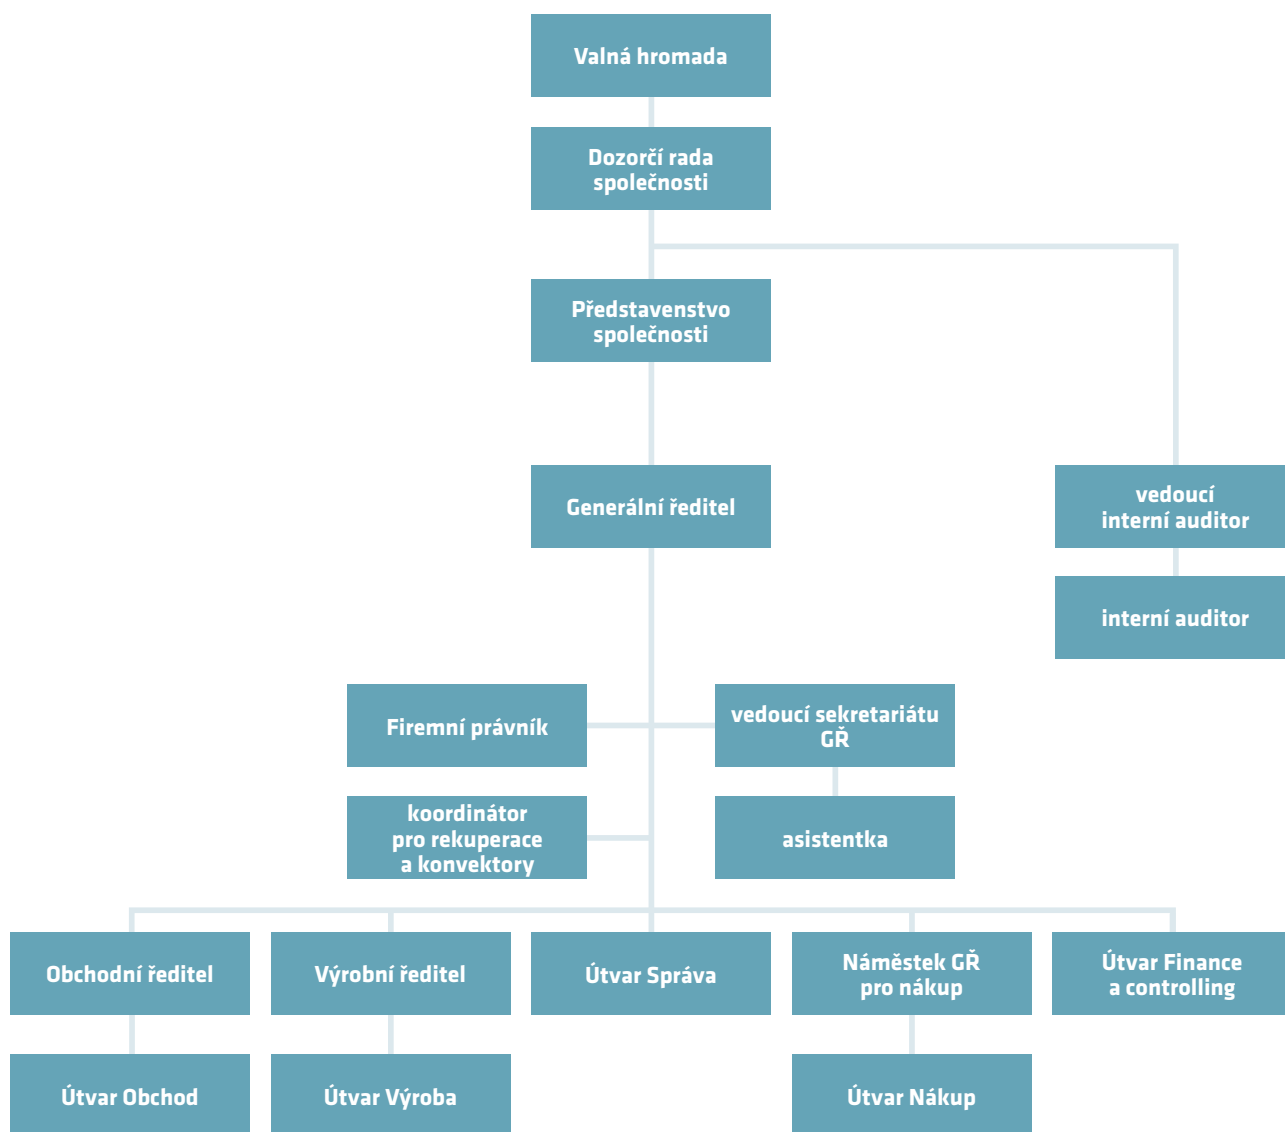 Valná hromada
Dozorčí rada
společnosti
Představenstvo
společnosti
Generální ředitel
vedoucí
interní auditor
interní auditor
Firemní právník
vedoucí sekretariátu
GŘ
koordinátor
pro rekuperace
a konvektory
asistentka
Obchodní ředitel
Výrobní ředitel
Útvar Správa
Náměstek GŘ
pro nákup
Útvar Finance
a controlling
Útvar Obchod
Útvar Výroba
Útvar Nákup